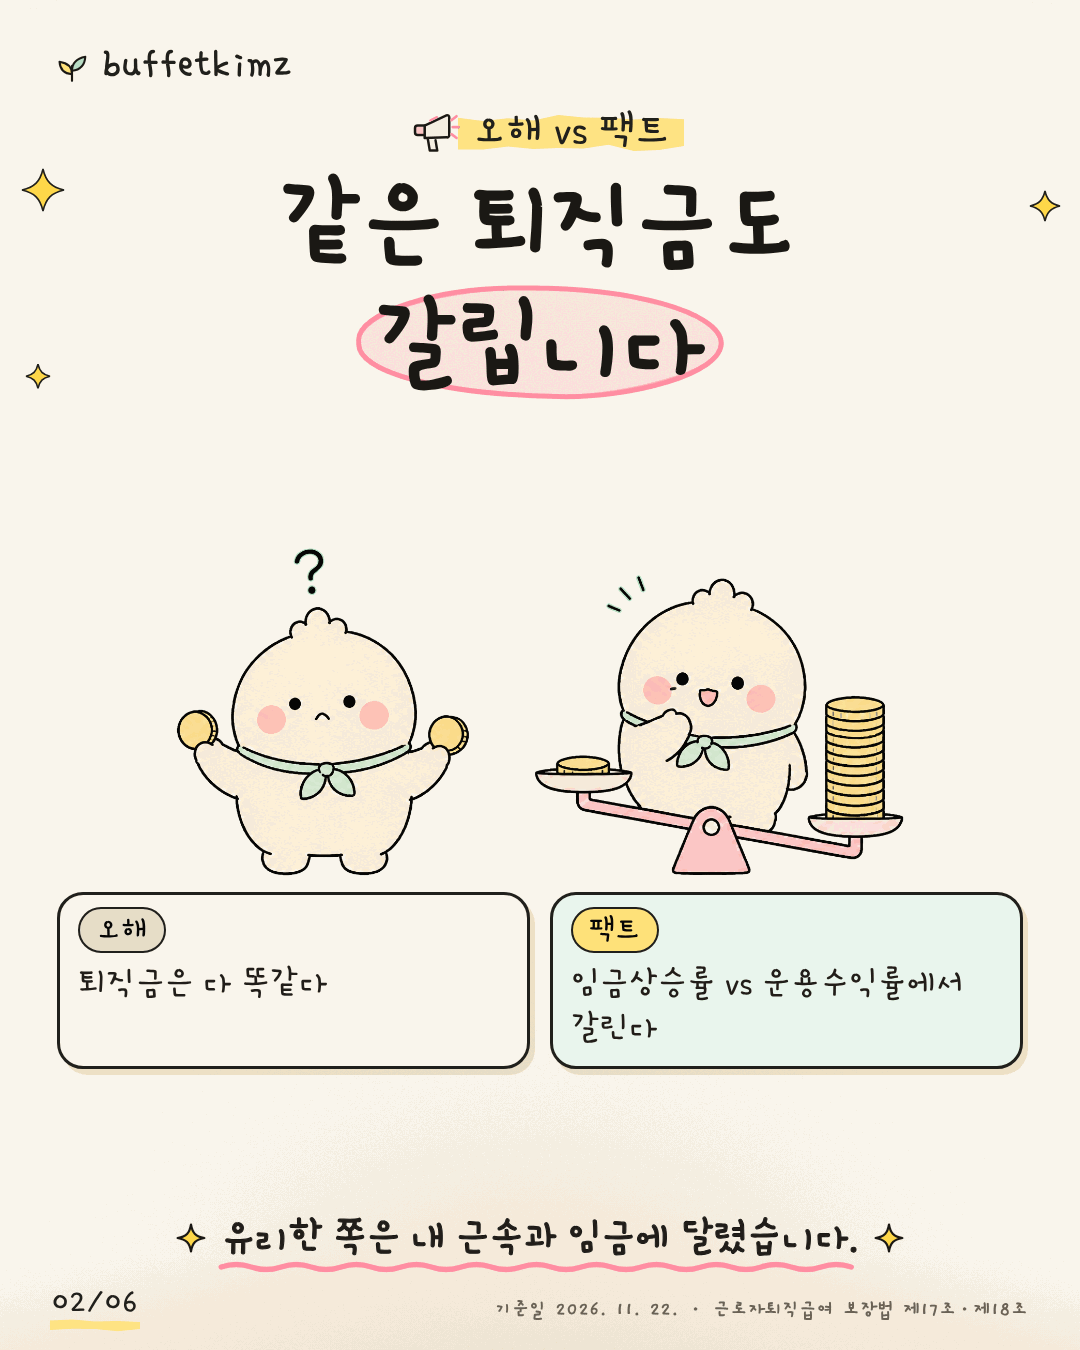 buffetkimz
오해 vs 팩트
같은 퇴직금도
갈립니다
?
오해
퇴직금은 다 똑같다
팩트
임금상승률 vs 운용수익률에서
갈린다
유리한 쪽은 내 근속과 임금에 달렸습니다.
02/06
기준일 2026. 11. 22. · 근로자퇴직급여 보장법 제17조·제18조